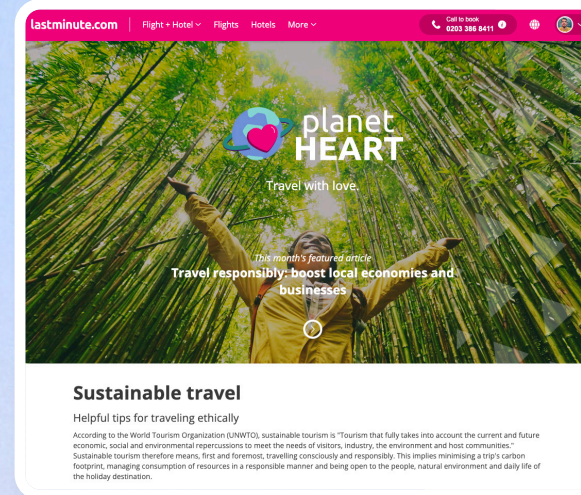 lastminute.com
Flight + Hotel Flights Hotels More
Call to book
0203 386 8411
planet
HEART
Travel with love.
This month's featured article
Travel responsibly: boost local economies and
businesses
Sustainable travel
Helpful tips for traveling ethically
According to the World Tourism Organization (UNWTO), sustainable tourism is "Tourism that fully takes into account the current and future
economic, social and environmental repercussions to meet the needs of visitors, industry, the environment and host communities."
Sustainable tourism therefore means, first and foremost, travelling consciously and responsibly. This implies minimising a trip's carbon
footprint, managing consumption of resources in a responsible manner and being open to the people, natural environment and daily life of
the holiday destination.